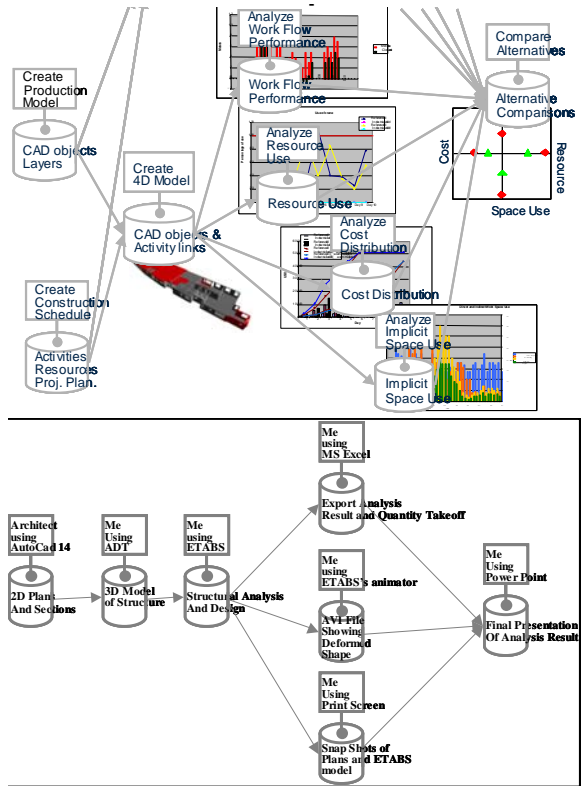 Analyze
Work Flow
Performance
Work Flow
Performance
Compare
Alternatives
Alternative
Comparisons
Cost
Resource
Space Use
Create
Production
Model
CAD objects
Layers
Analyze
Resource
Use
Resource Use
Create
4D Model
CAD objects &
Activity links
Analyze
Cost
Distribution
Cost Distribution
Day
Create
Construction
Schedule
Activities
Resources
Proj. Plan.
Analyze
Implicit
Space Use
Implicit
Space Use
Me
using
MS Excel
Export Analysis
Result and Quantity Takeoff
Architect
using
AutoCad 14
2D Plans
And Sections
Me
Using
ADT
3D Model
of Structure
Me
using
ETABS
Structural Analysis
And Design
Me
using
ETABS's animator
AVI File
Showing
Deformed
Shape
Me
using
Power Point
Final Presentation
Of Analysis Result
Me
Using
Print Screen
Snap Shots of
Plans and ETABS
model